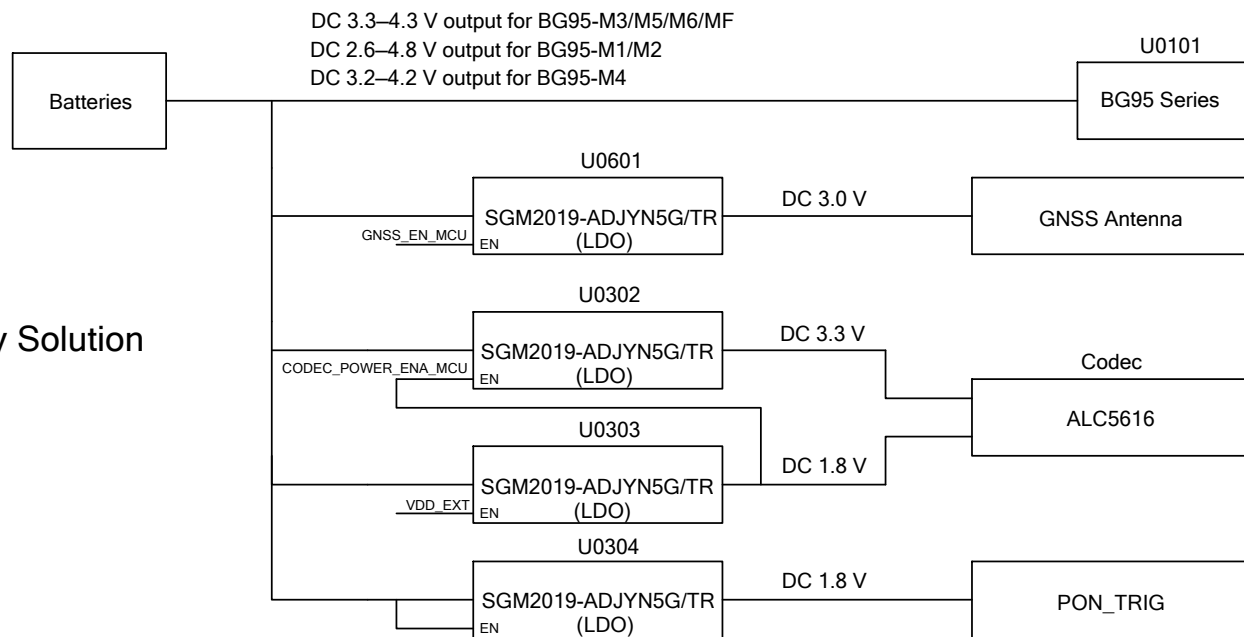 DC 3.3–4.3 V output for BG95-M3/M5/M6/MF
DC 2.6–4.8 V output for BG95-M1/M2
DC 3.2–4.2 V output for BG95-M4
U0101
Batteries
BG95 Series
U0601
SGM2019-ADJYN5G/TR
(LDO)
GNSS_EN_MCU
EN
DC 3.0 V
GNSS Antenna
U0302
y Solution
SGM2019-ADJYN5G/TR
(LDO)
CODEC_POWER_ENA_MCU
EN
DC 3.3 V
Codec
ALC5616
U0303
SGM2019-ADJYN5G/TR
(LDO)
VDD_EXT
EN
DC 1.8 V
U0304
SGM2019-ADJYN5G/TR
(LDO)
EN
DC 1.8 V
PON_TRIG